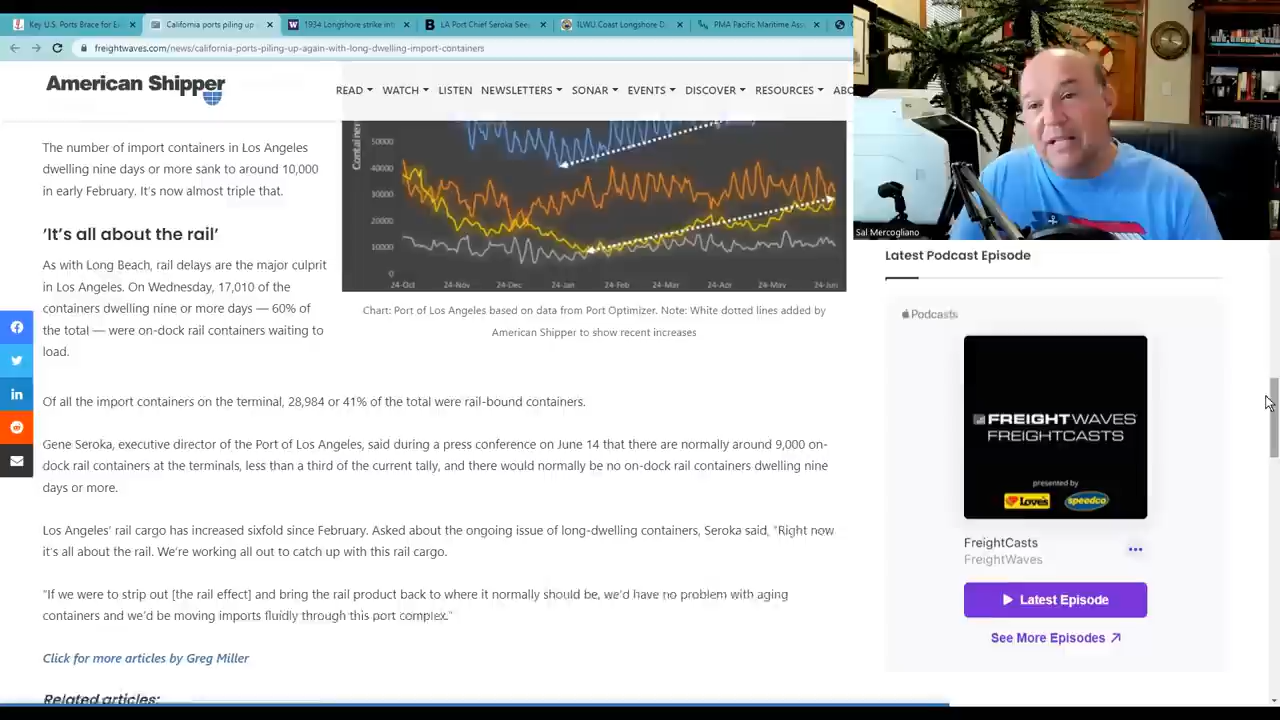 Key U.S. Ports Brace for E
California ports piling up
1934 Longshore strike int
LA Port Chief Seroka See
ILWU Coast Longshore D
PMA Pacific Maritime Ass
freightwaves.com/news/california-ports-piling-up-again-with-long-dwelling-import-containers
American Shipper
READ
WATCH
LISTEN
NEWSLETTERS
SONAR
EVENTS
DISCOVER
RESOURCES
ABO
Sal Mercogliano
The number of import containers in Los Angeles
dwelling nine days or more sank to around 10,000
in early February. It's now almost triple that.
'It's all about the rail'
As with Long Beach, rail delays are the major culprit
in Los Angeles. On Wednesday, 17,010 of the
containers dwelling nine or more days — 60% of
the total — were on-dock rail containers waiting to
load.
Container
50000
40000
30000
20000
10000
0
24-Oct 24-Nov 24-Dec 24-Jan 24-Feb 24-Mar 24-Apr 24-May 24-Jun
Chart: Port of Los Angeles based on data from Port Optimizer. Note: White dotted lines added by
American Shipper to show recent increases
Of all the import containers on the terminal, 28,984 or 41% of the total were rail-bound containers.
Gene Seroka, executive director of the Port of Los Angeles, said during a press conference on June 14 that there are normally around 9,000 on-
dock rail containers at the terminals, less than a third of the current tally, and there would normally be no on-dock rail containers dwelling nine
days or more.
Los Angeles' rail cargo has increased sixfold since February. Asked about the ongoing issue of long-dwelling containers, Seroka said, "Right now
it's all about the rail. We're working all out to catch up with this rail cargo.
"If we were to strip out [the rail effect] and bring the rail product back to where it normally should be, we'd have no problem with aging
containers and we'd be moving imports fluidly through this port complex."
Click for more articles by Greg Miller
Related articles:
Latest Podcast Episode
Podcasts
FREIGHTWAVES
FREIGHTCASTS
presented by
Love's
speedco
FreightCasts
FreightWaves
Latest Episode
See More Episodes